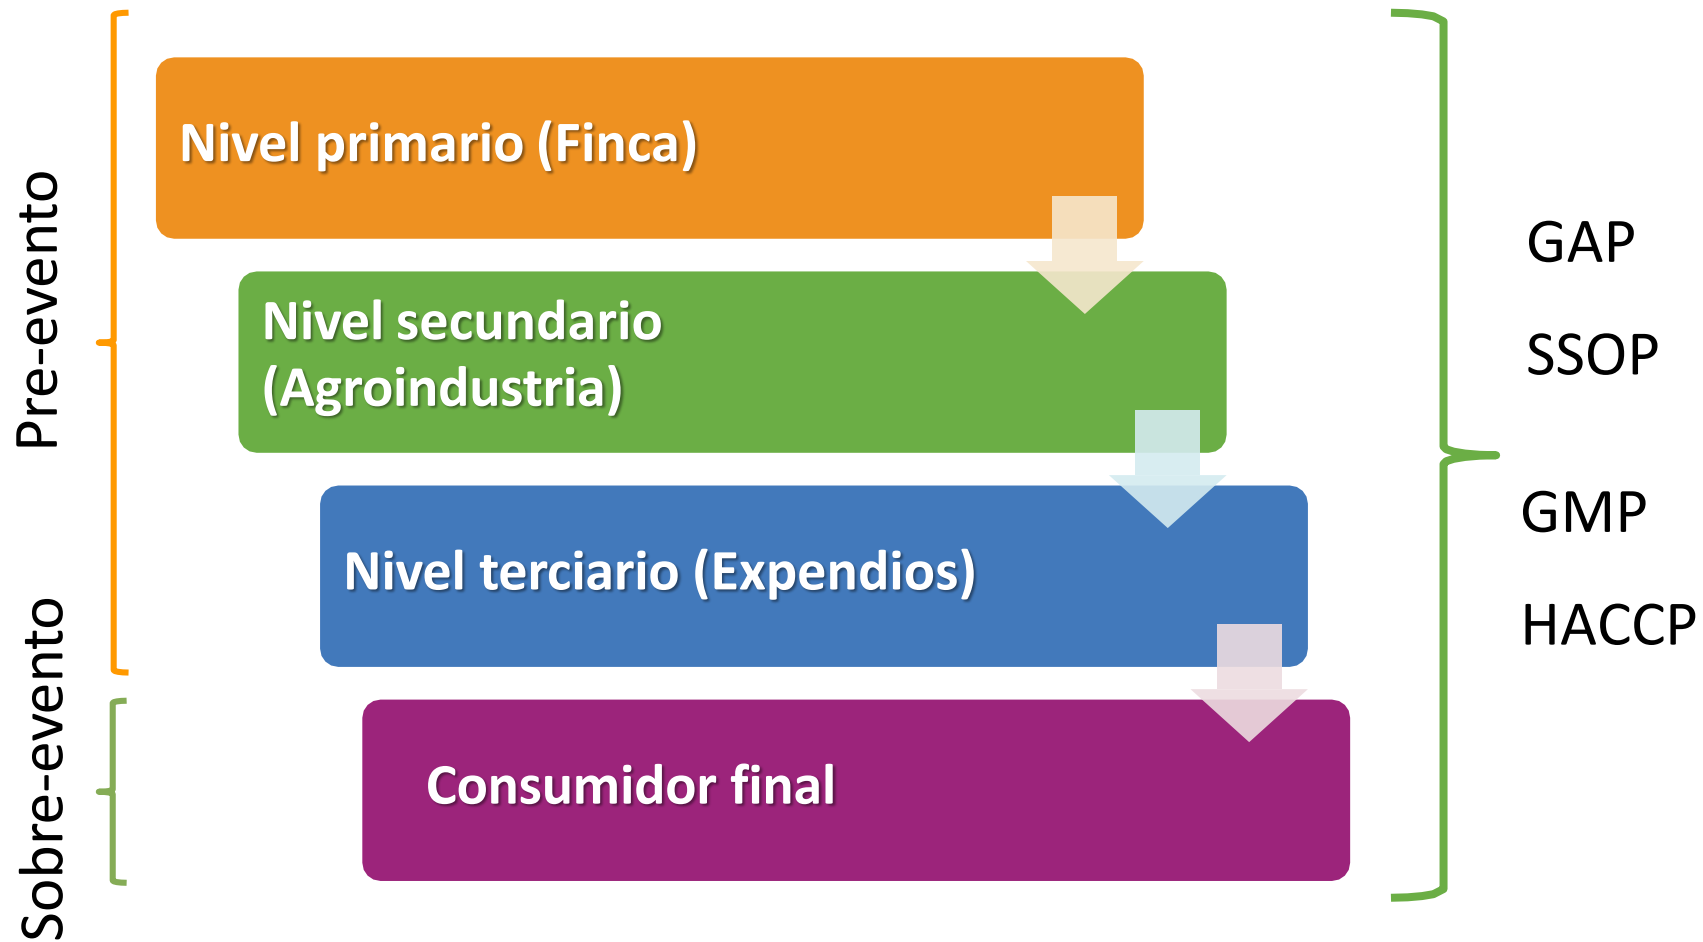 Pre-evento
Nivel primario (Finca)
Nivel secundario
(Agroindustria)
Nivel terciario (Expendios)
Sobre-evento
Consumidor final
GAP
SSOP
GMP
HACCP